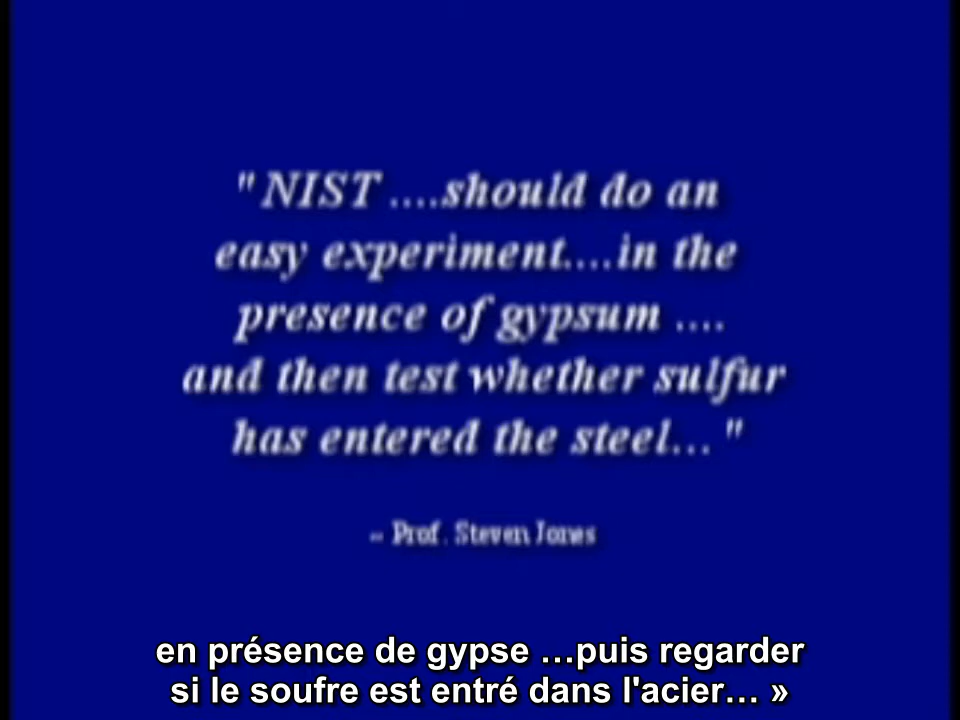 "NIST ....should do an
easy experiment....in the
presence of gypsum ....
and then test whether sulfur
has entered the steel..."
-- Prof. Steven Jones
en présence de gypse …puis regarder
si le soufre est entré dans l'acier… »